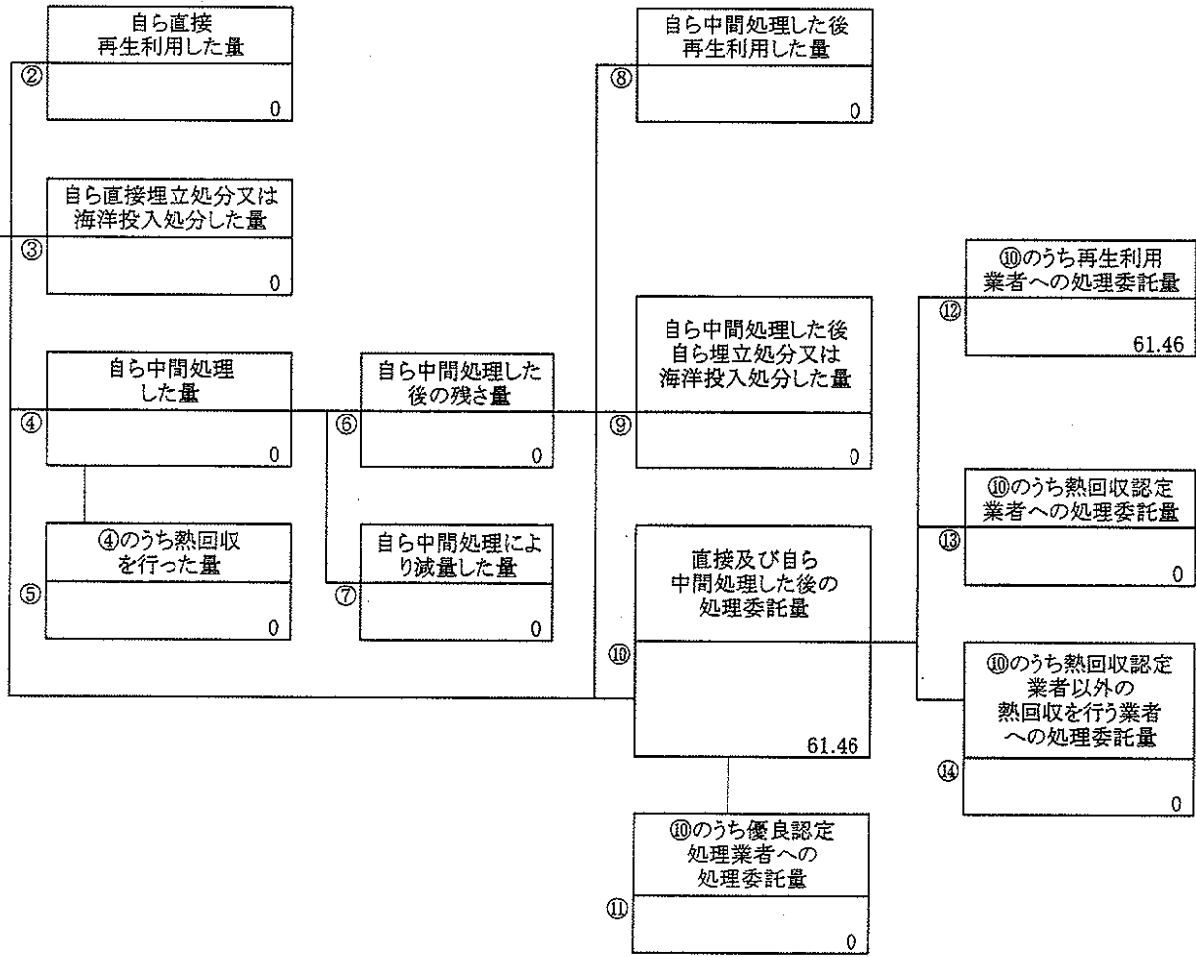 自ら直接
再生利用した量
②
0
自ら直接埋立処分又は
海洋投入処分した量
③
0
自ら中間処理
した量
④
0
④のうち熱回収
を行った量
⑤
0
自ら中間処理した
後の残さ量
⑥
0
自ら中間処理によ
り減量した量
⑦
0
自ら中間処理した後
再生利用した量
⑧
0
自ら中間処理した後
自ら埋立処分又は
海洋投入処分した量
⑨
0
直接及び自ら
中間処理した後の
処理委託量
⑩
61.46
⑩のうち優良認定
処理業者への
処理委託量
⑪
0
⑩のうち再生利用
業者への処理委託量
⑫
61.46
⑩のうち熱回収認定
業者への処理委託量
⑬
0
⑩のうち熱回収認定
業者以外の
熱回収を行う業者
への処理委託量
⑭
0